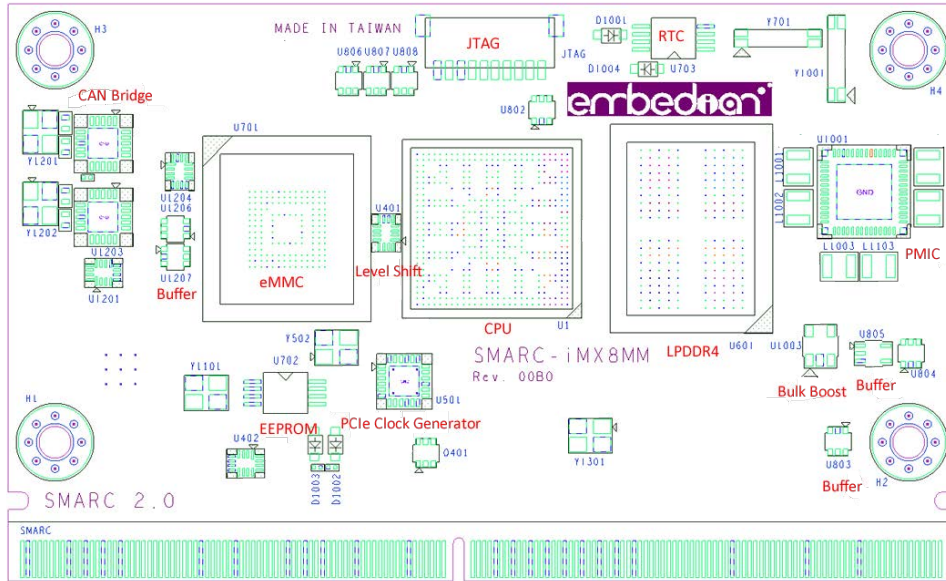 H3
MADE IN TAIWAN
U806 U807 U808
JTAG
JTAG
D1001
RTC
D1004
U703
Y701
Y1001
H4
embedian
U802
CAN Bridge
Y1201
Y1202
U1203
U1201
U1204
U1206
U1207
Buffer
U701
eMMC
U401
Level Shift
CPU
U1
LPDDR4
U601
U1001
L1001
L1002
GND
L1003 L1103
PMIC
Y502
SMARC-iMX8MM
Rev. 00B0
U1003
Bulk Boost
U805
Buffer
U804
Y1101
U702
EEPROM
U501
PCIe Clock Generator
H1
U402
D1003
D1002
Q401
Y1301
U803
Buffer
H2
SMARC 2.0
SMARC